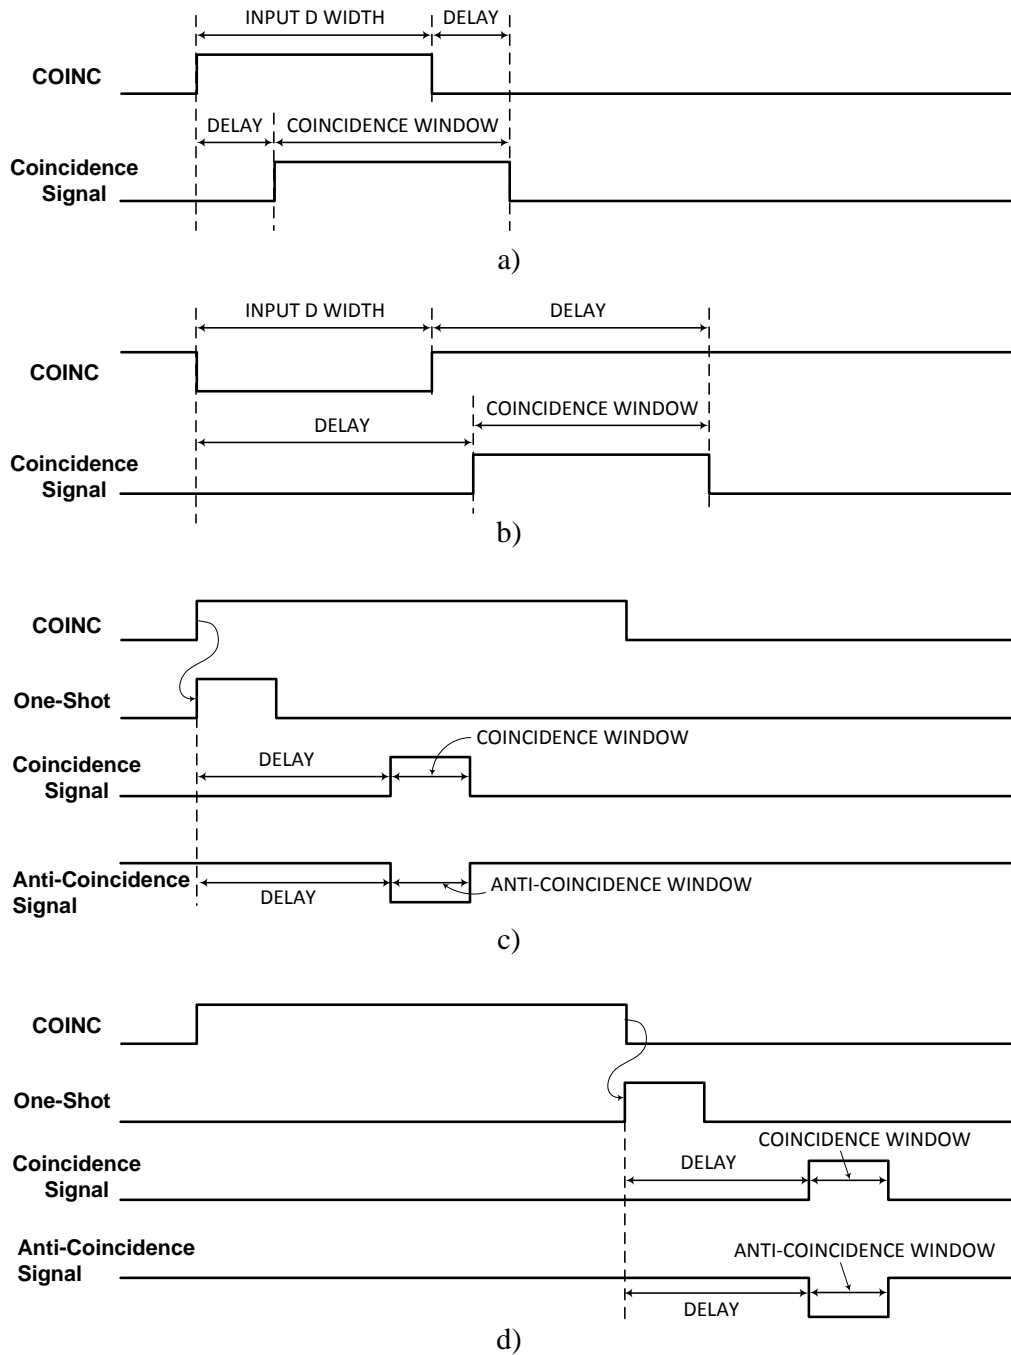 INPUT D WIDTH DELAY
COINC
DELAY COINCIDENCE WINDOW
Coincidence
Signal
a)
INPUT D WIDTH DELAY
COINC
COINCIDENCE WINDOW
DELAY
Coincidence
Signal
b)
COINC
One-Shot
COINCIDENCE WINDOW
DELAY
Coincidence
Signal
Anti-Coincidence
Signal
ANTI-COINCIDENCE WINDOW
DELAY
c)
COINC
One-Shot
COINCIDENCE WINDOW
DELAY
Coincidence
Signal
Anti-Coincidence
Signal
ANTI-COINCIDENCE WINDOW
DELAY
d)